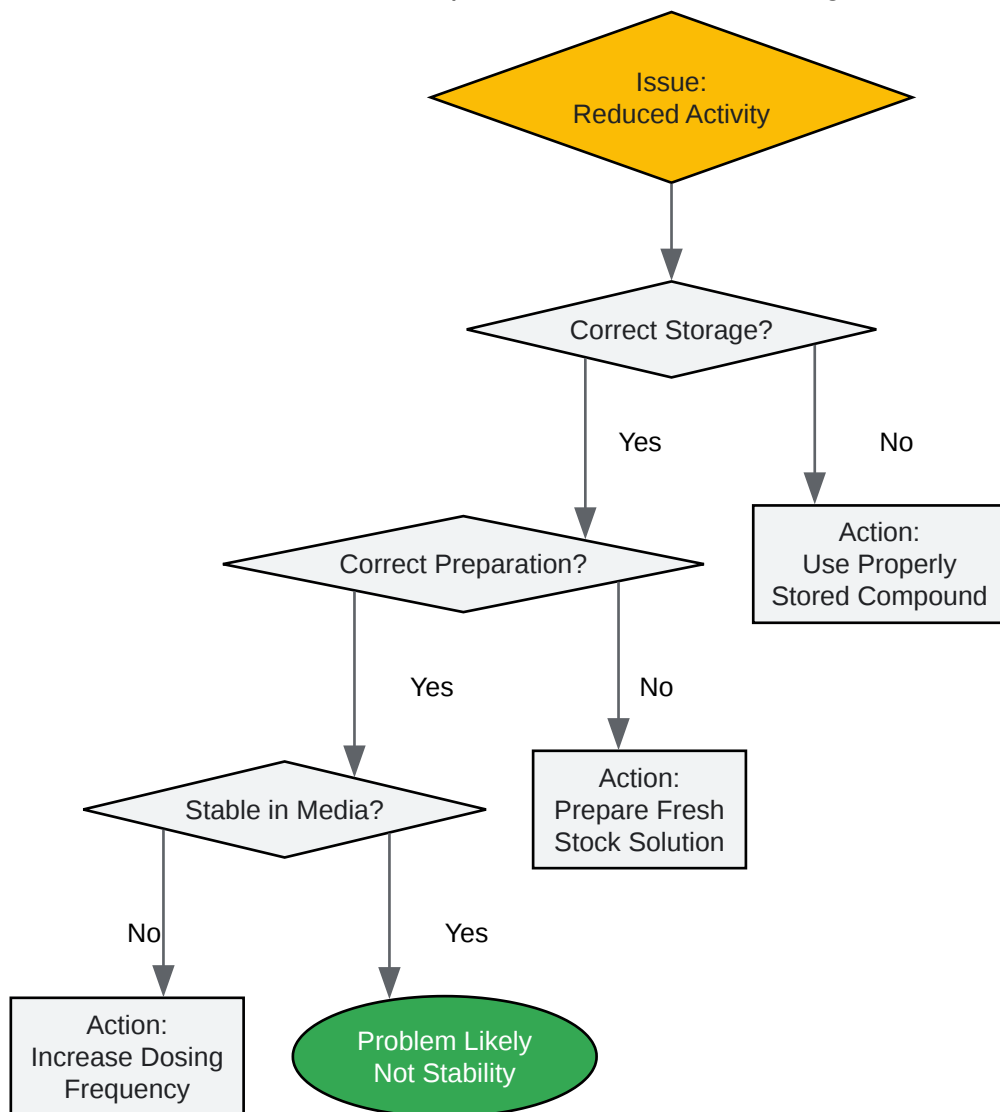 Issue:
Reduced Activity
Correct Storage?
Yes
No
Correct Preparation?
Action:
Use Properly
Stored Compound
Yes
No
Stable in Media?
Action:
Prepare Fresh
Stock Solution
No
Yes
Action:
Increase Dosing
Frequency
Problem Likely
Not Stability